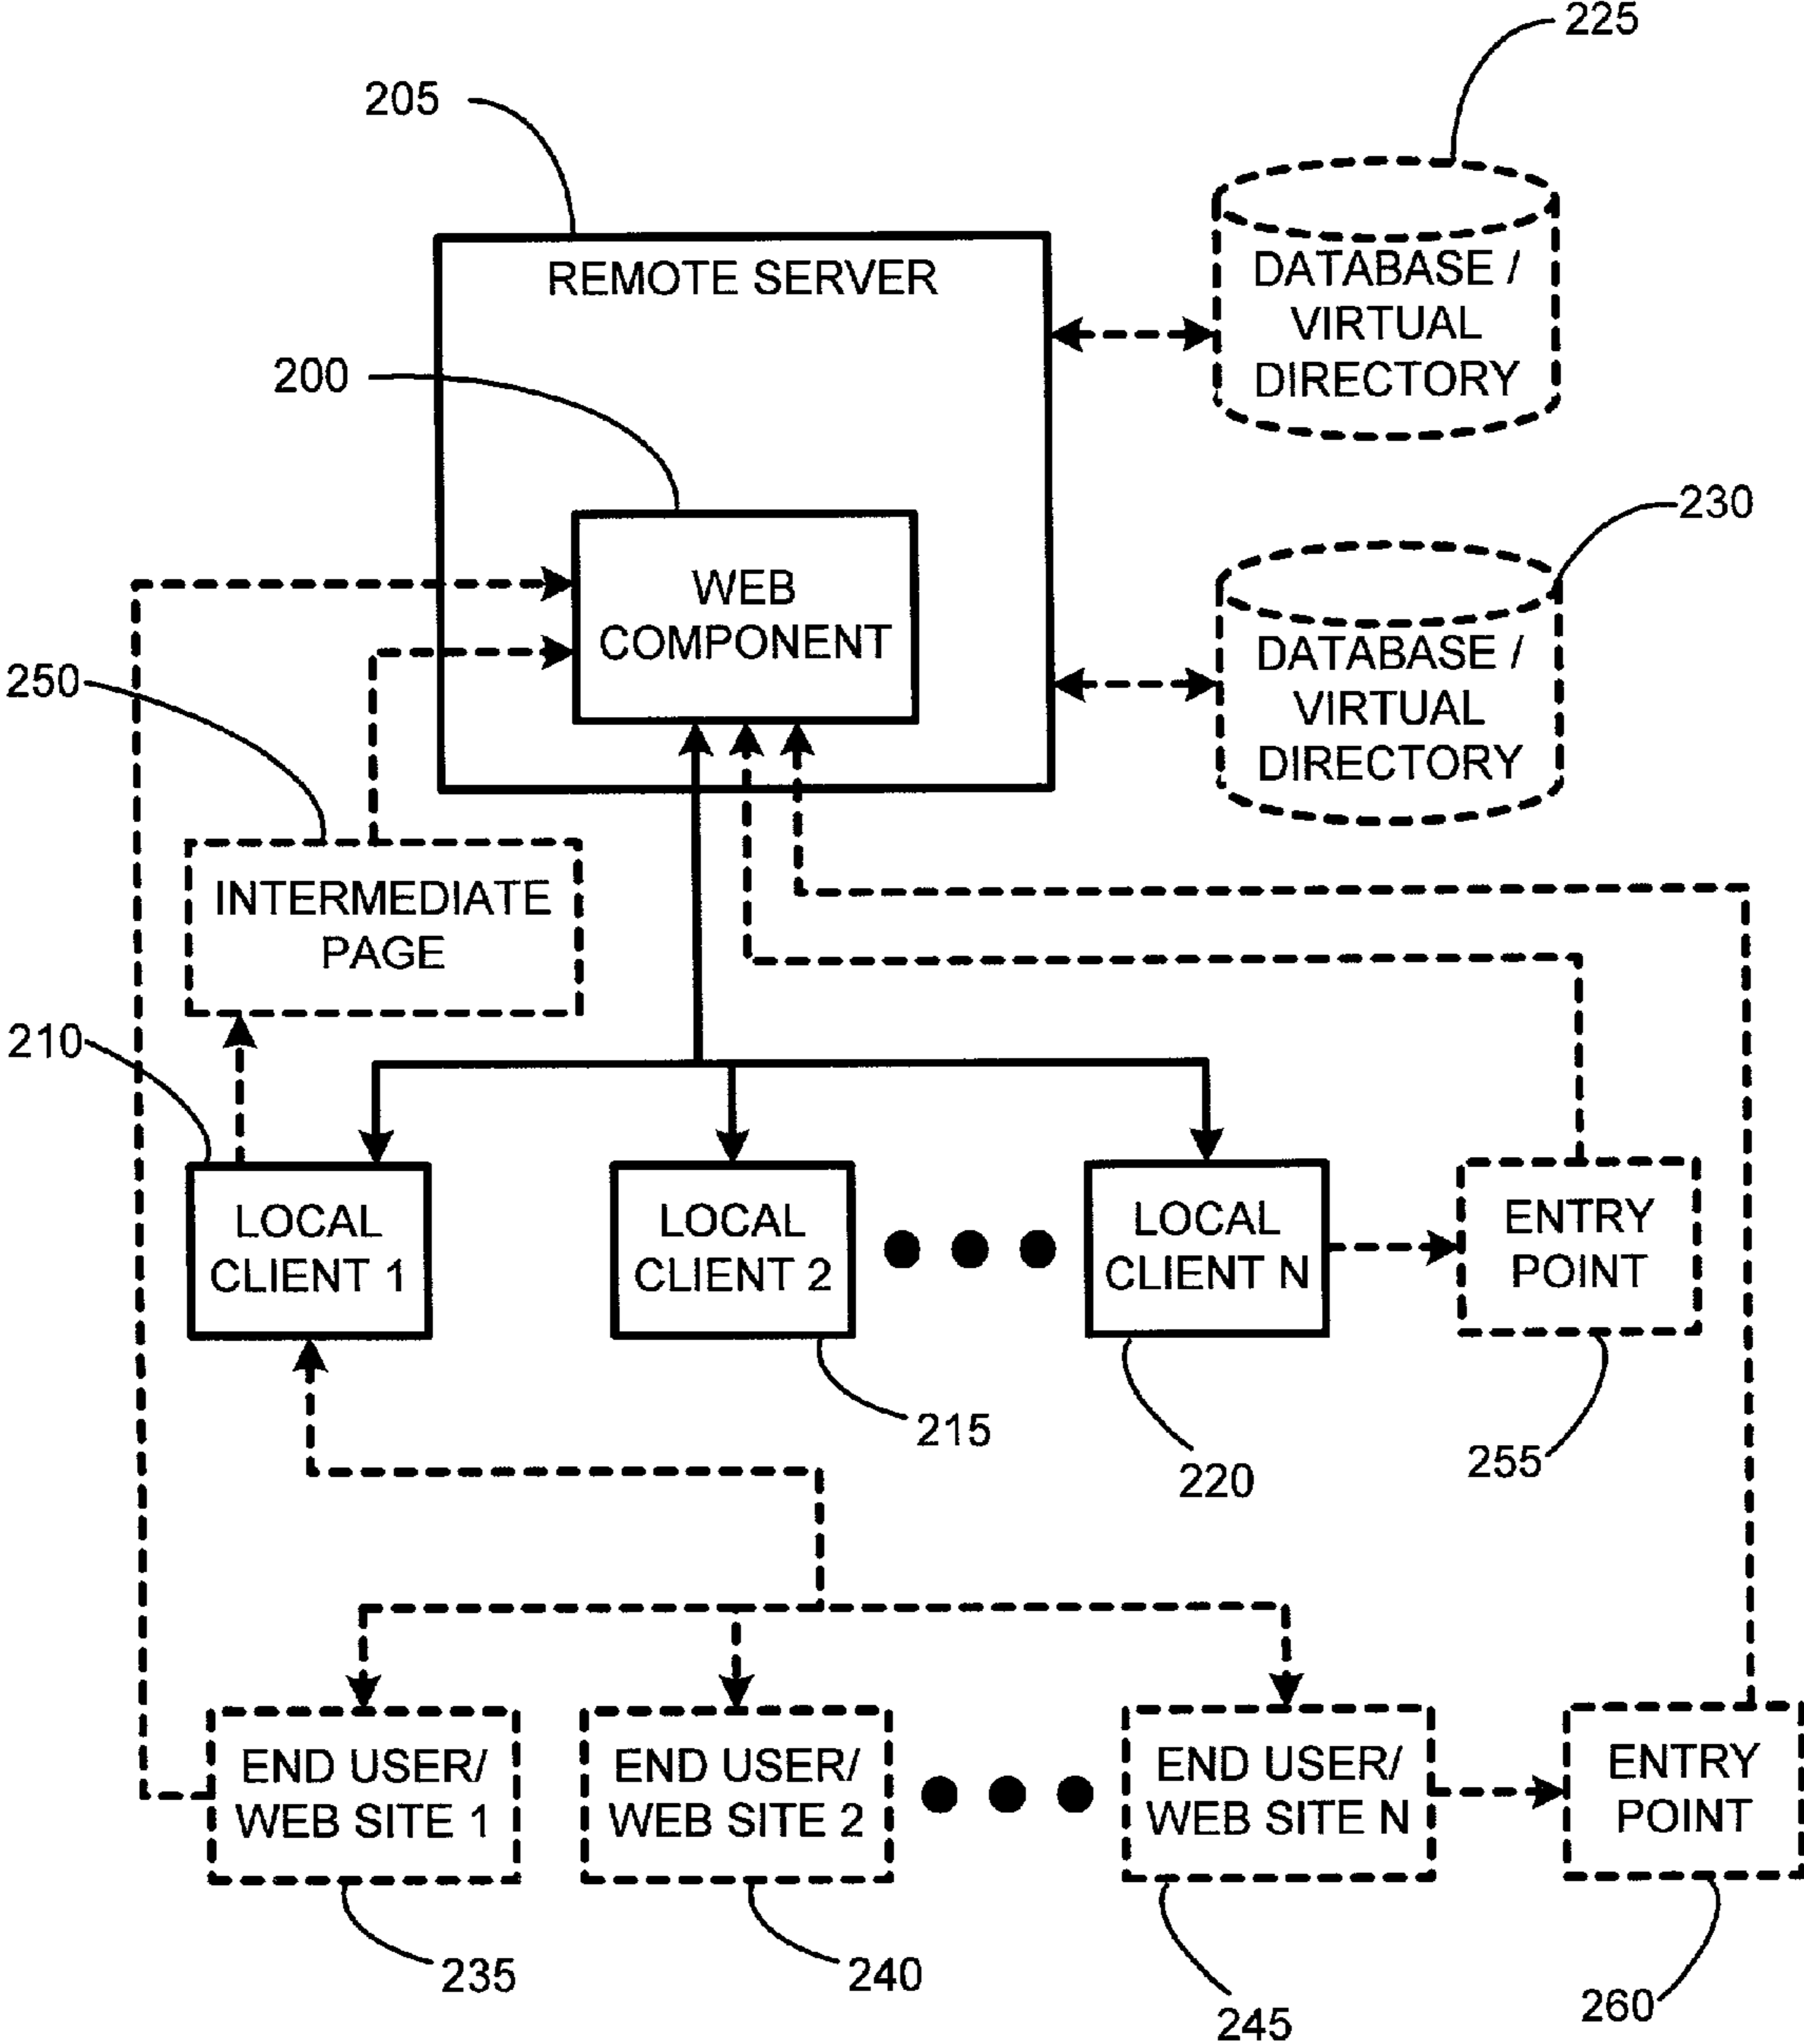 225
205
REMOTE SERVER
DATABASE /
VIRTUAL
DIRECTORY
200
230
WEB
COMPONENT
DATABASE /
VIRTUAL
DIRECTORY
250
INTERMEDIATE
PAGE
210
LOCAL
CLIENT 1
LOCAL
CLIENT 2
LOCAL
CLIENT N
ENTRY
POINT
215
220
255
END USER/
WEB SITE 1
END USER/
WEB SITE 2
END USER/
WEB SITE N
ENTRY
POINT
235
240
245
260